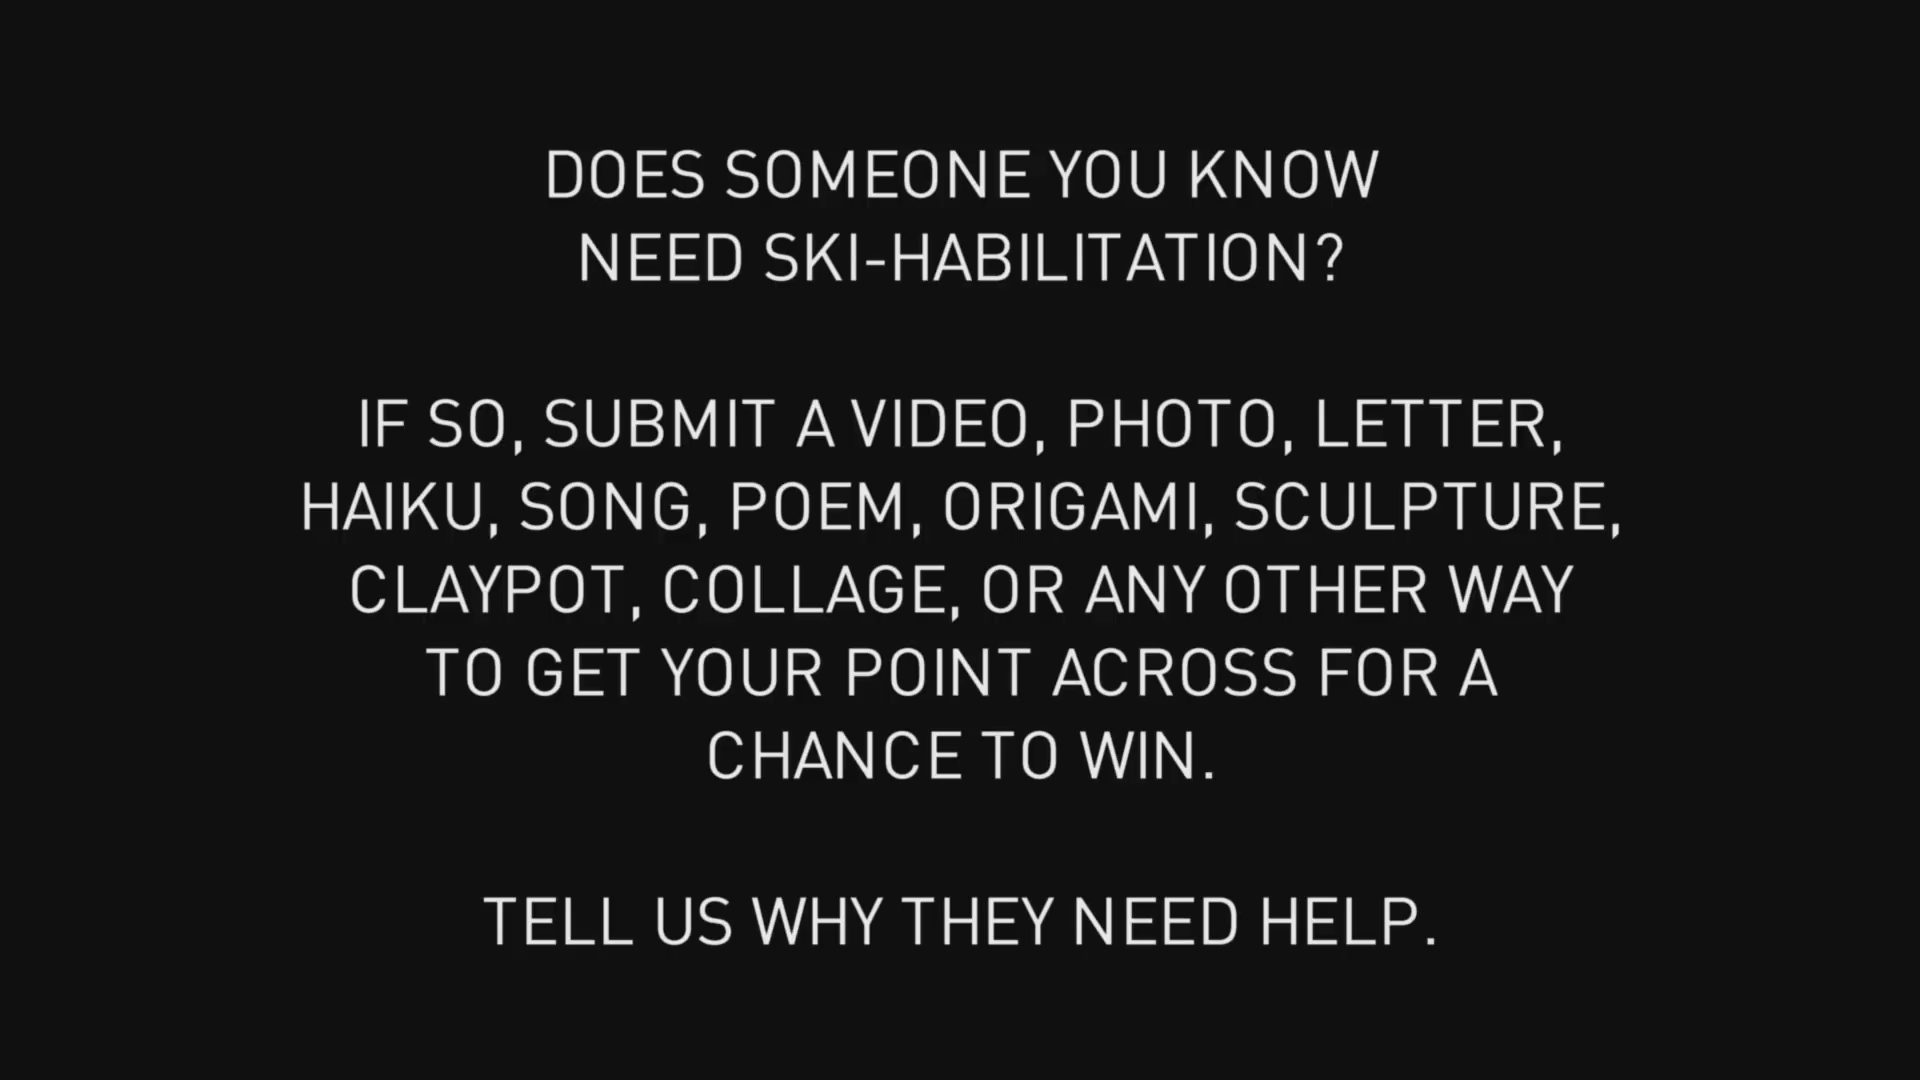 DOES SOMEONE YOU KNOW
NEED SKI-HABILITATION?
IF SO, SUBMIT A VIDEO, PHOTO, LETTER,
HAIKU, SONG, POEM, ORIGAMI, SCULPTURE,
CLAYPOT, COLLAGE, OR ANY OTHER WAY
TO GET YOUR POINT ACROSS FOR A
CHANCE TO WIN.
TELL US WHY THEY NEED HELP.